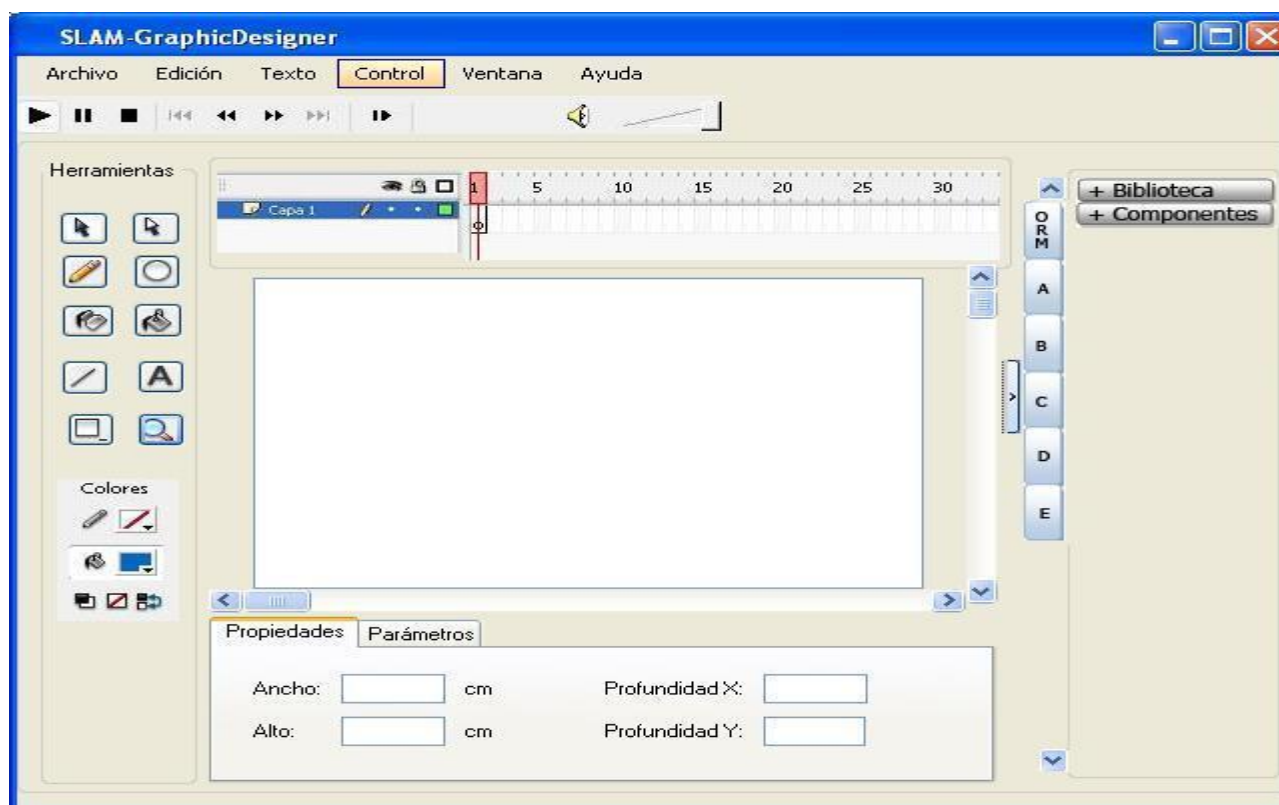 SLAM-GraphicDesigner
Archivo Edición Texto Control Ventana Ayuda
Herramientas
1 5 10 15 20 25 30
Capa 1
+ Biblioteca
+ Componentes
ORM
A
B
C
D
E
A
Colores
Propiedades Parámetros
Ancho: cm Profundidad X:
Alto: cm Profundidad Y: